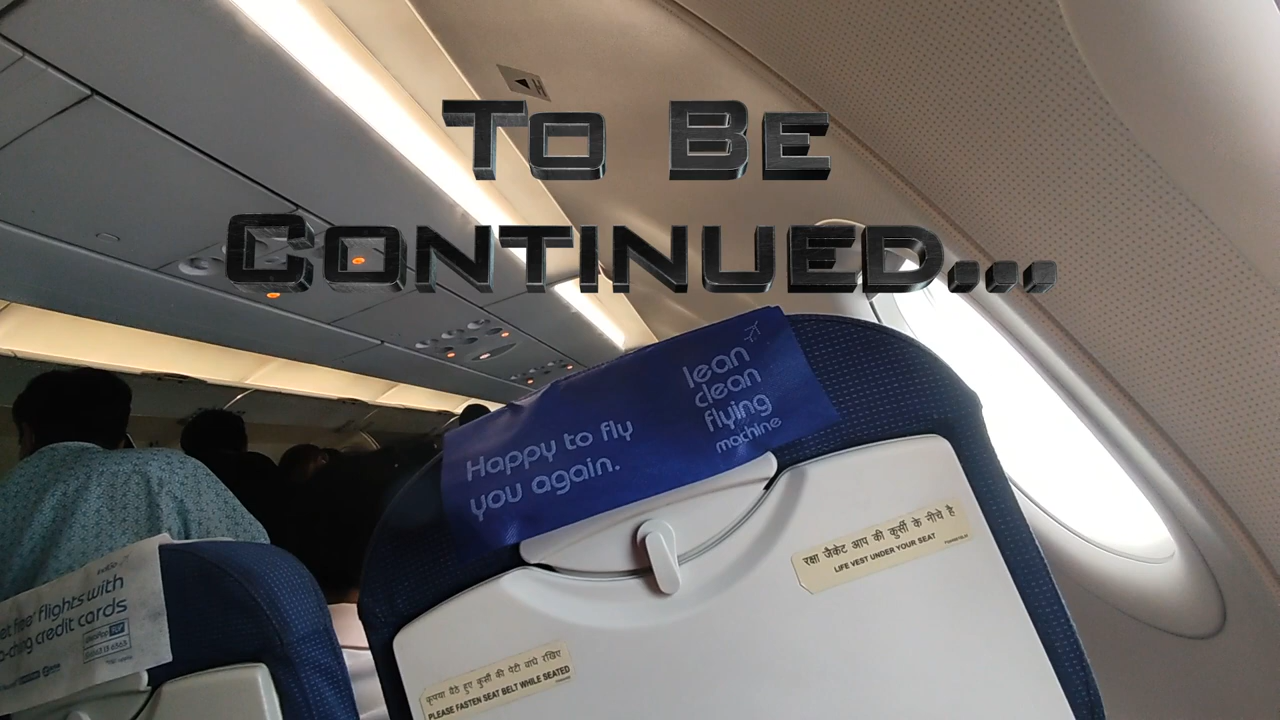 To Be
Continued...
lean
clean
flying
machine
Happy to fly
you again.
रक्षा जैकेट आप की कुर्सी के नीचे है
LIFE VEST UNDER YOUR SEAT
कृपया बैठे हुए कुर्सी की पेटी बांधे रखिए
PLEASE FASTEN SEAT BELT WHILE SEATED
IndiGo
flights with
credit cards